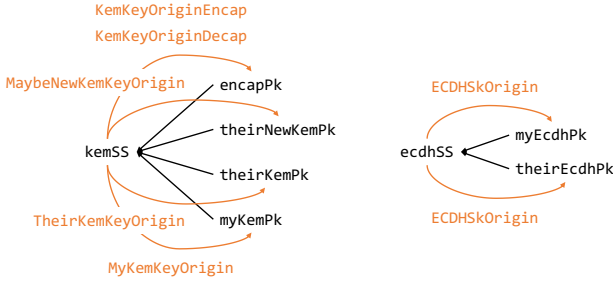 KemKeyOriginEncap
KemKeyOriginDecap
MaybeNewKemKeyOrigin
encapPk
theirNewKemPk
kemSS
theirKemPk
TheirKemKeyOrigin
myKemPk
MyKemKeyOrigin
ECDHSkOrigin
myEcdhPk
ecdhSS
theirEcdhPk
ECDHSkOrigin